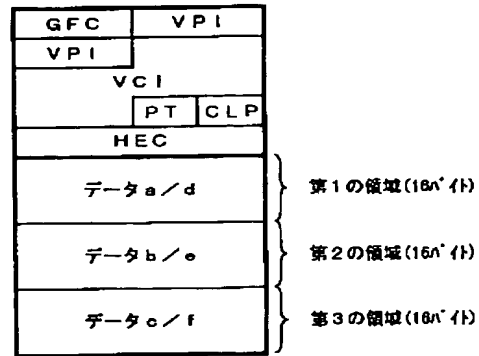 GFC VPI
VPI
VCI
PT CLP
HEC
データa/d 第1の領域(16ﾊﾞｲﾄ)
データb/e 第2の領域(16ﾊﾞｲﾄ)
データc/f 第3の領域(16ﾊﾞｲﾄ)